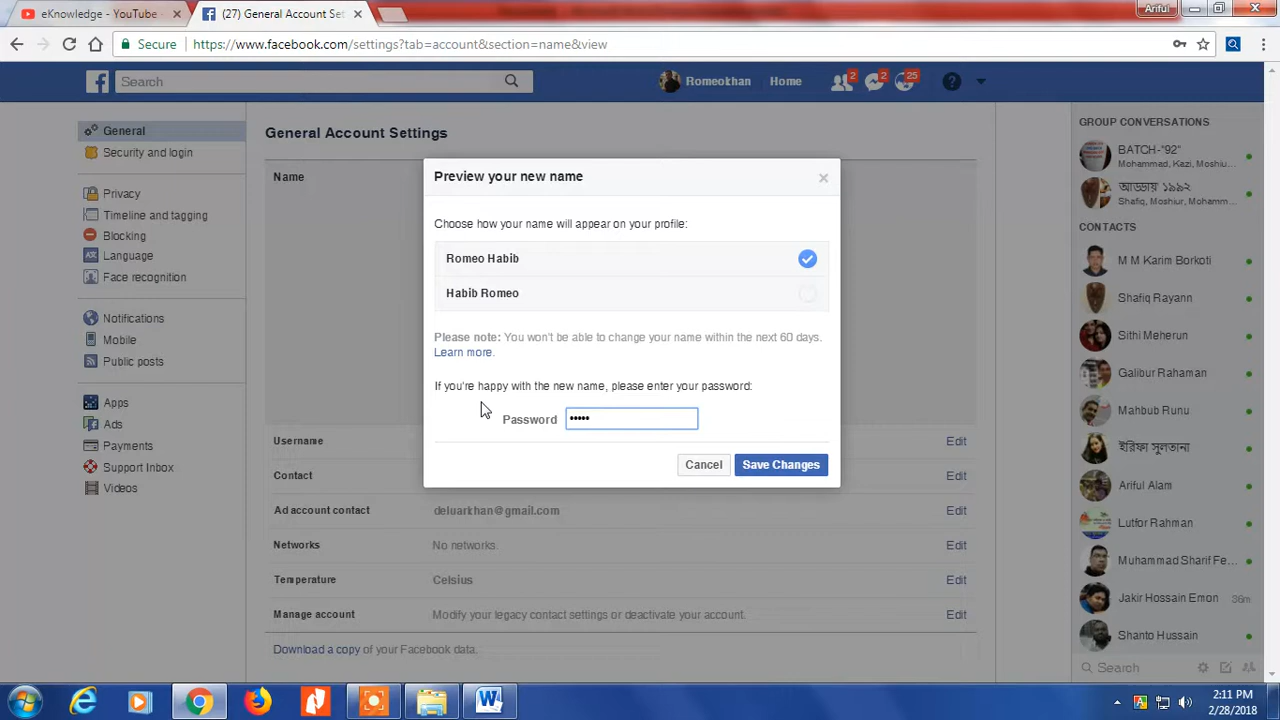 eKnowledge - YouTube
(27) General Account Set
Ariful
Secure
https://www.facebook.com/settings?tab=account&section=name&view
Search
Romeokhan
Home
2
2
25
General
Security and login
Privacy
Timeline and tagging
Blocking
Language
Face recognition
Notifications
Mobile
Public posts
Apps
Ads
Payments
Support Inbox
Videos
General Account Settings
Name
Preview your new name
Choose how your name will appear on your profile:
Romeo Habib
Habib Romeo
Please note: You won't be able to change your name within the next 60 days.
Learn more.
If you're happy with the new name, please enter your password:
Password •••••
Cancel
Save Changes
Username Edit
Contact Edit
Ad account contact deluarkhan@gmail.com Edit
Networks No networks. Edit
Temperature Celsius Edit
Manage account Modify your legacy contact settings or deactivate your account. Edit
Download a copy of your Facebook data.
GROUP CONVERSATIONS
BATCH-"92"
Mohammad, Kazi, Moshiu...
আড্ডায় ১৯৯২
Shafiq, Moshiur, Mohamm...
CONTACTS
M M Karim Borkoti
Shafiq Rayann
Sithi Meherun
Galibur Rahaman
Mahbub Runu
ইরিফা সুলতানা
Ariful Alam
Lutfor Rahman
Muhammad Sharif Fe...
Jakir Hossain Emon 36m
Shanto Hussain
Search
2:11 PM
2/28/2018